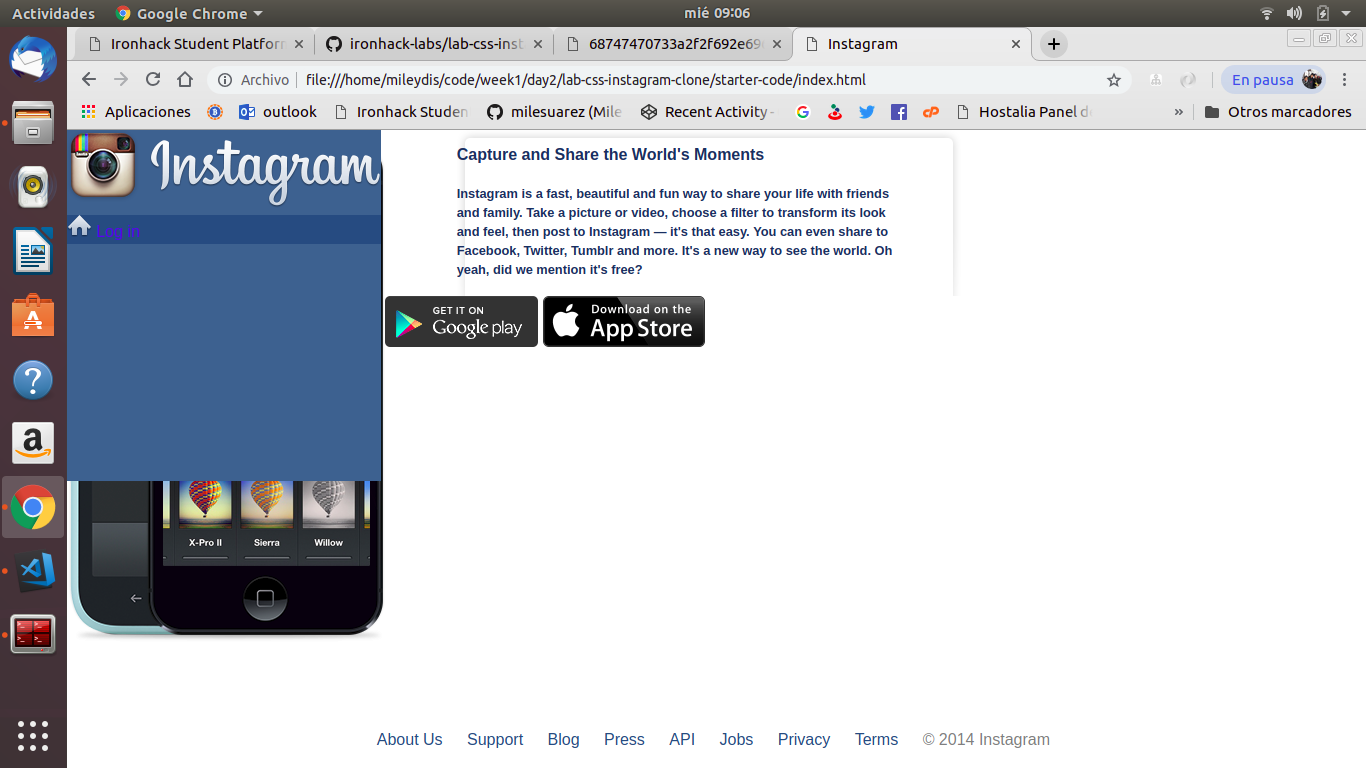 Actividades Google Chrome mié 09:06
Ironhack Student Platfor ironhack-labs/lab-css-inst 68747470733a2f2f692e69 Instagram
Archivo file:///home/mileydis/code/week1/day2/lab-css-instagram-clone/starter-code/index.html En pausa
Aplicaciones outlook Ironhack Studen milesuarez (Mile Recent Activity - Hostalia Panel d » Otros marcadores
Instagram
Log in
Capture and Share the World's Moments
Instagram is a fast, beautiful and fun way to share your life with friends
and family. Take a picture or video, choose a filter to transform its look
and feel, then post to Instagram — it's that easy. You can even share to
Facebook, Twitter, Tumblr and more. It's a new way to see the world. Oh
yeah, did we mention it's free?
GET IT ON
Google play
Download on the
App Store
X-Pro II Sierra Willow
About Us Support Blog Press API Jobs Privacy Terms © 2014 Instagram